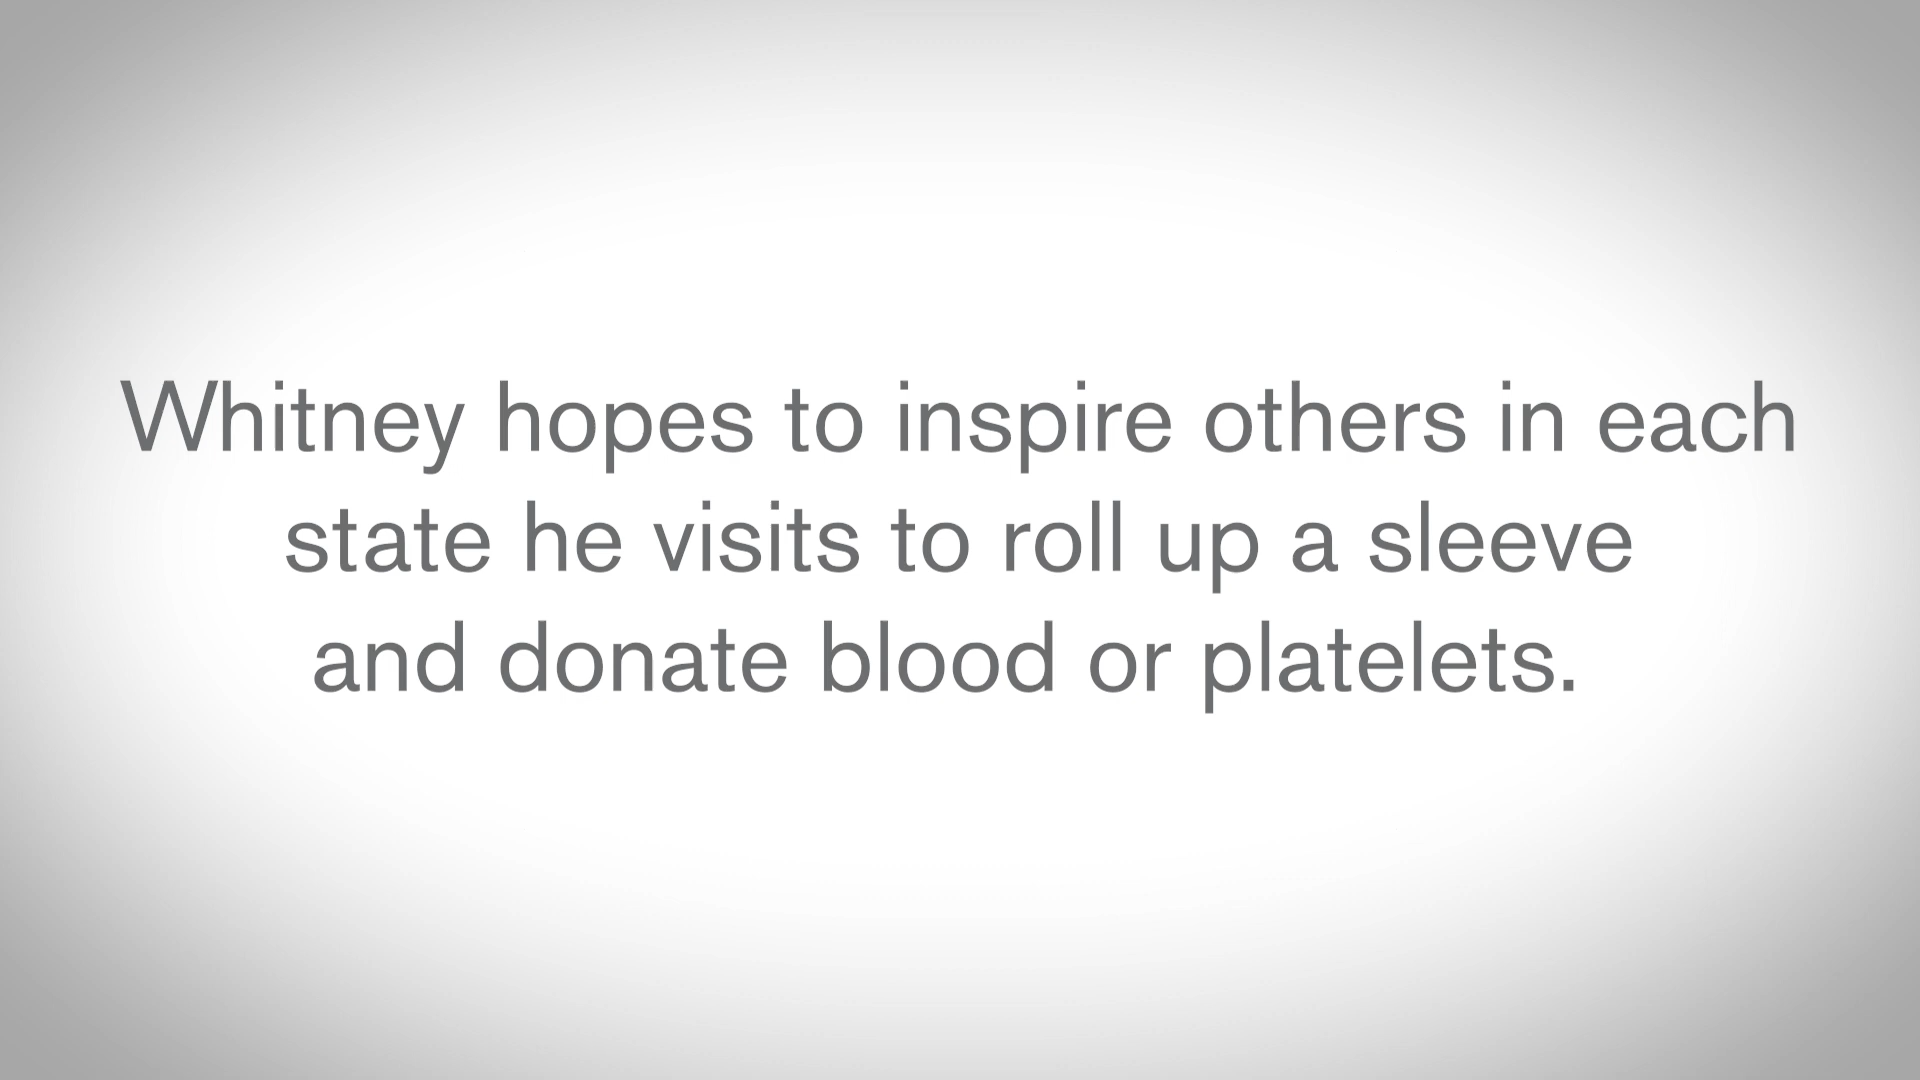 Whitney hopes to inspire others in each
state he visits to roll up a sleeve
and donate blood or platelets.